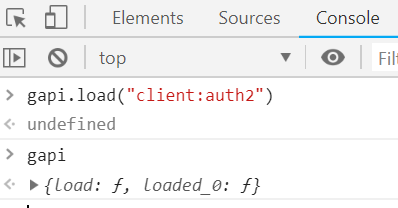 Elements Sources Console
top Filt
> gapi.load("client:auth2")
undefined
> gapi
{load: ƒ, loaded_0: ƒ}